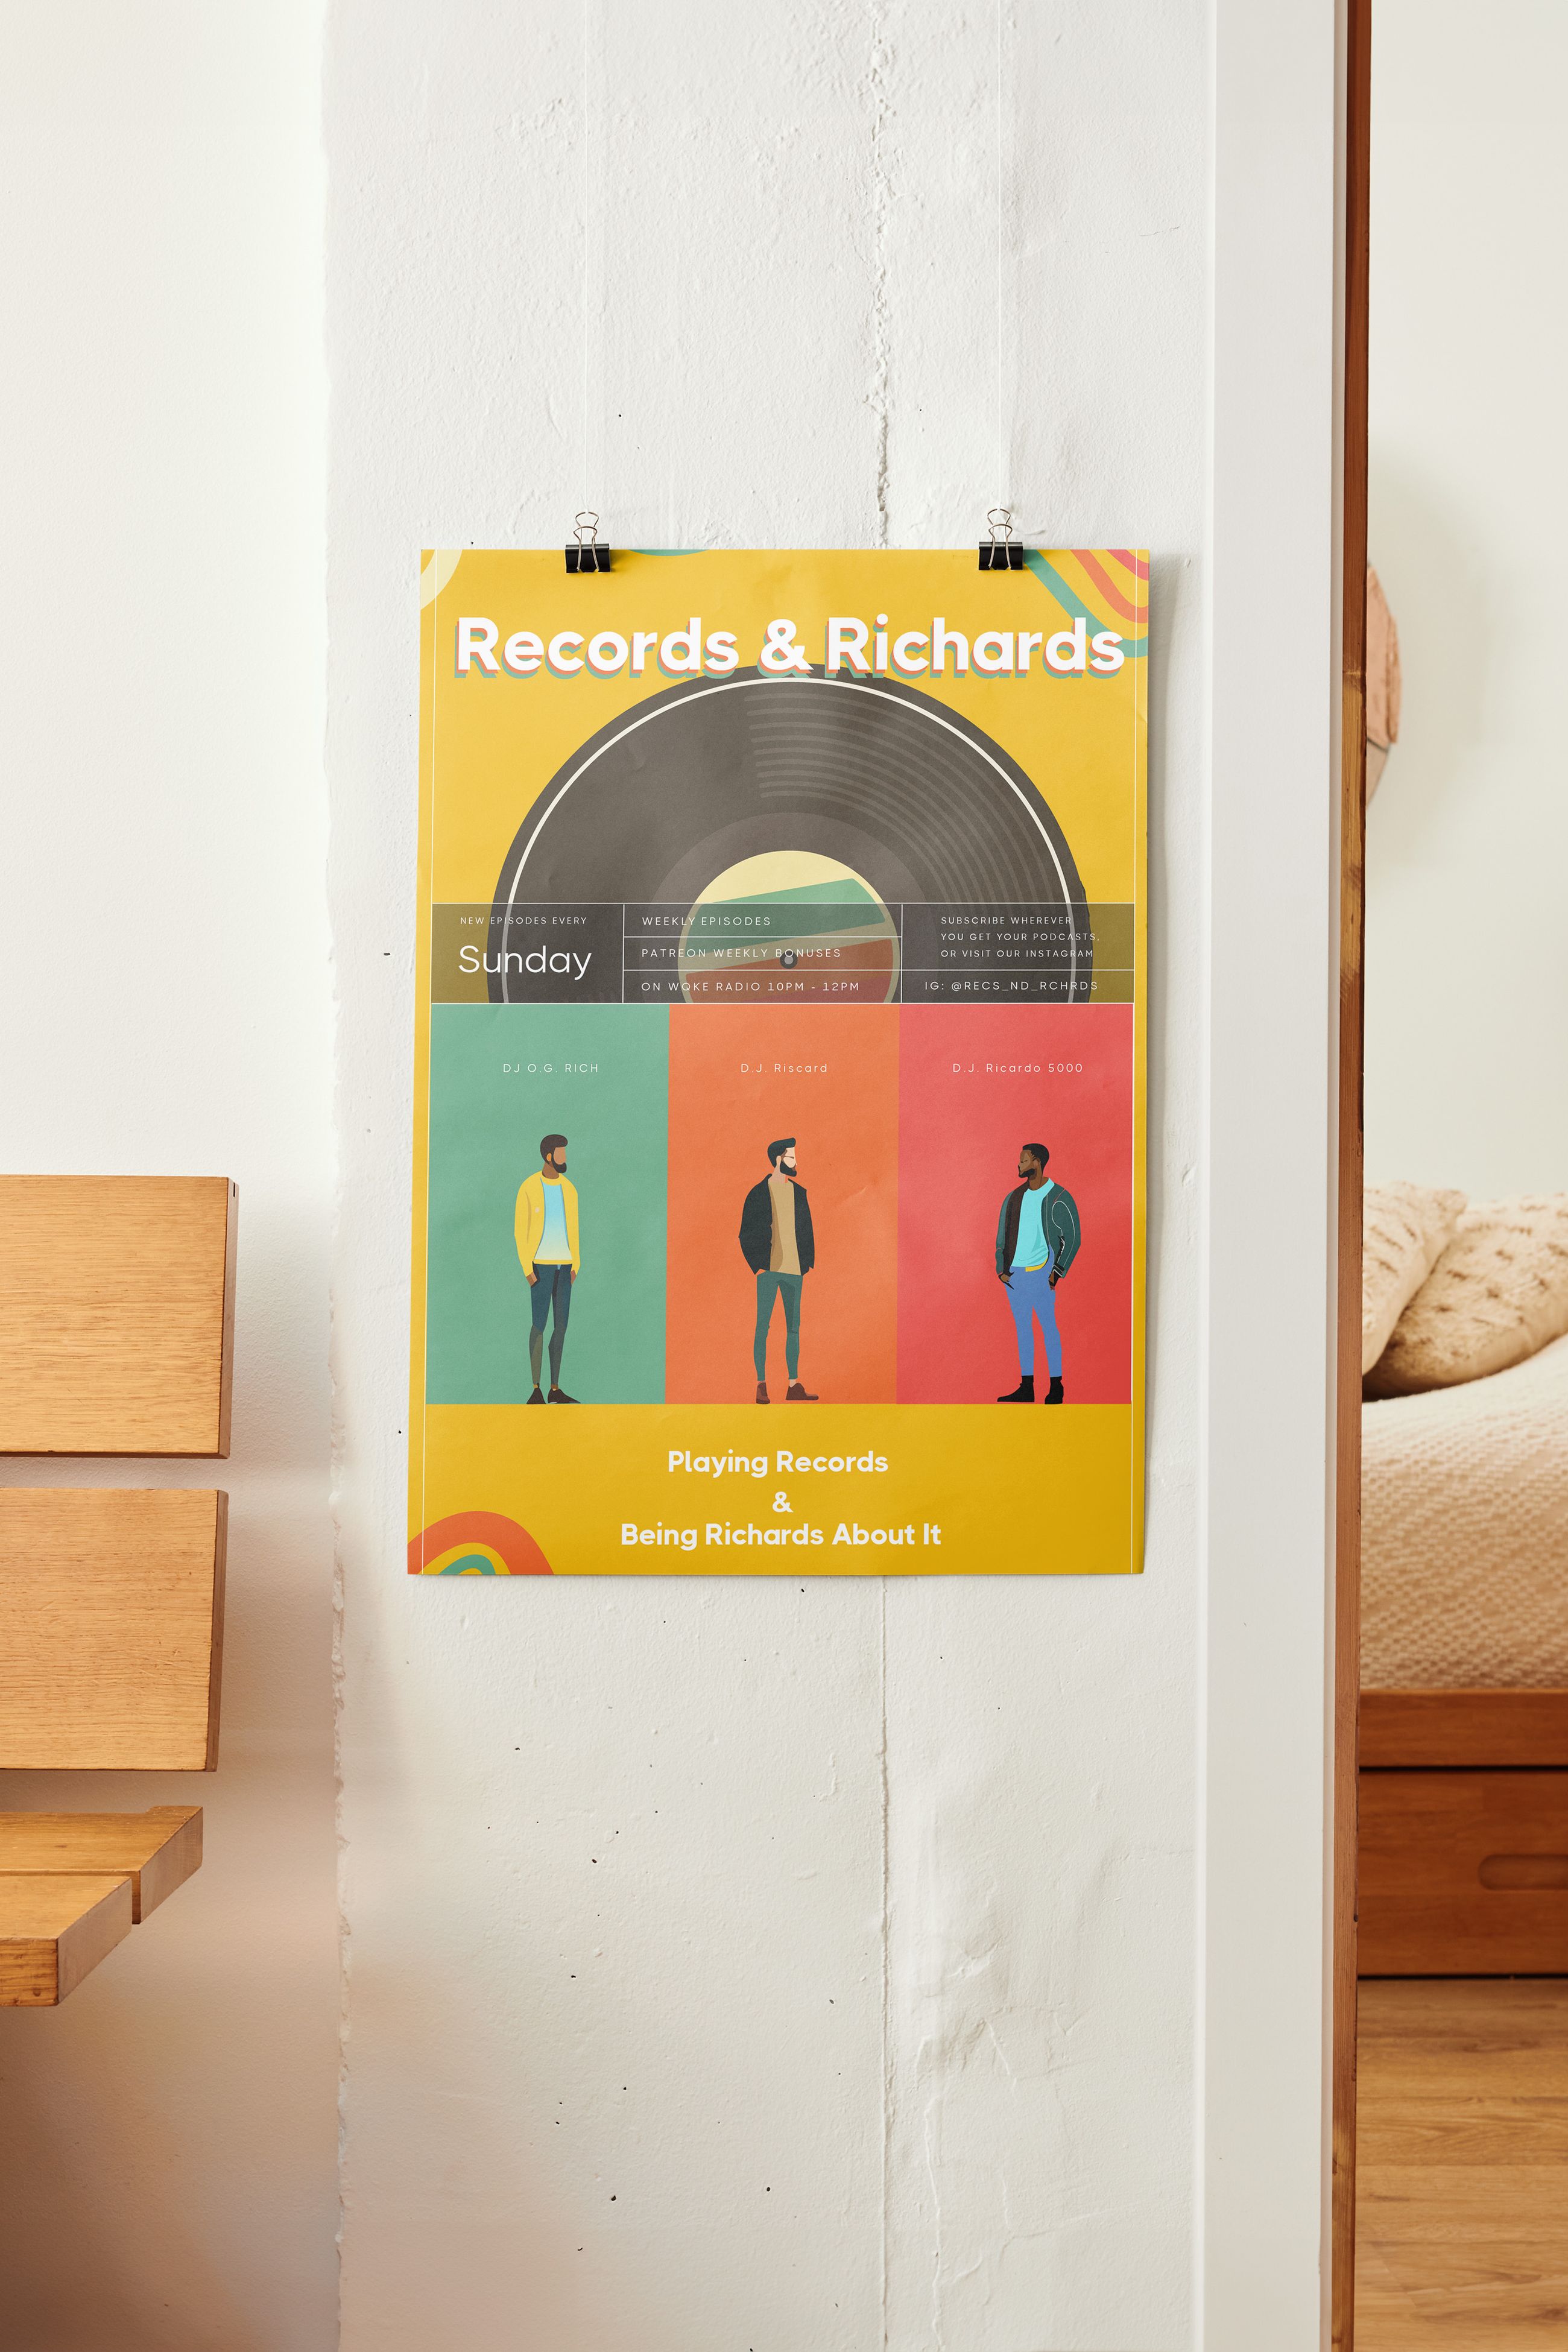 Records & Richards
NEW EPISODES EVERY
Sunday
WEEKLY EPISODES
PATREON WEEKLY BONUSES
ON WQKE RADIO 10PM - 12PM
SUBSCRIBE WHEREVER
YOU GET YOUR PODCASTS,
OR VISIT OUR INSTAGRAM
IG: @RECS_ND_RCHRDS
DJ O.G. RICH
D.J. Riscard
D.J. Ricardo 5000
Playing Records
&
Being Richards About It